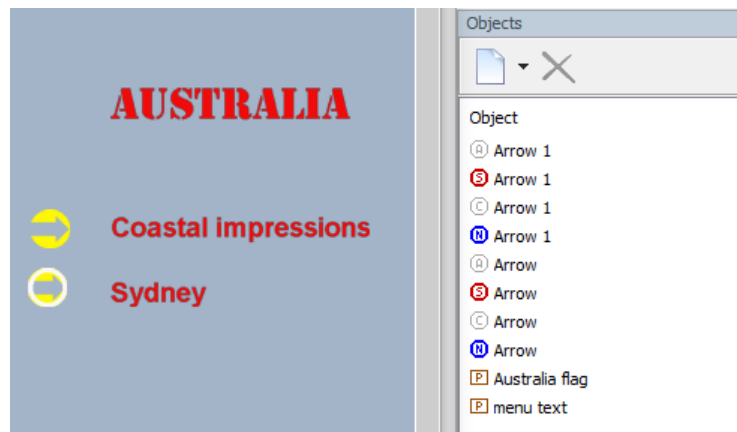 AUSTRALIA
Coastal impressions
Sydney
Objects
Object
A Arrow 1
S Arrow 1
C Arrow 1
N Arrow 1
A Arrow
S Arrow
C Arrow
N Arrow
P Australia flag
P menu text